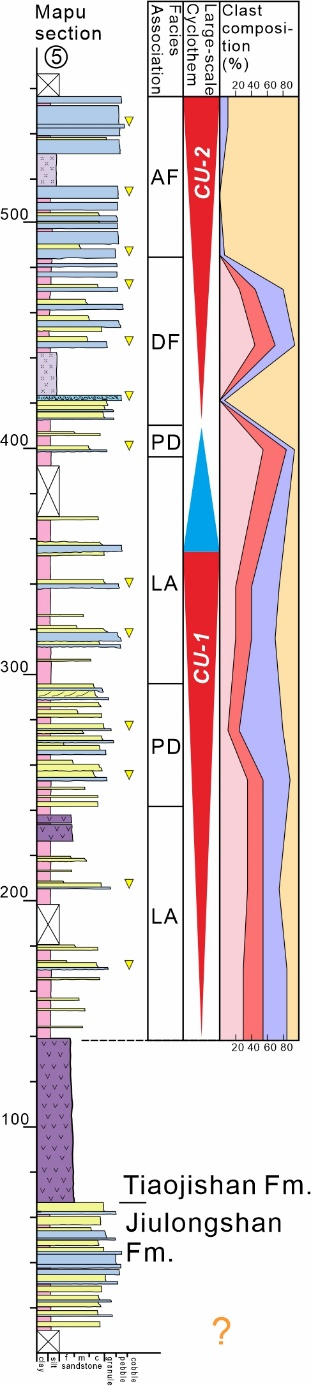 Mapu
section
⑤
Facies
Association
Large-scale
Cyclothem
Clast
composi-
tion
(%)
20 40 60 80
AF
CU-2
500
DF
400
PD
LA
CU-1
300
PD
200
LA
20 40 60 80
100
Tiaojishan Fm.
Jiulongshan
Fm.
?
clay
silt
f m c
sandstone
granule
pebble
cobble